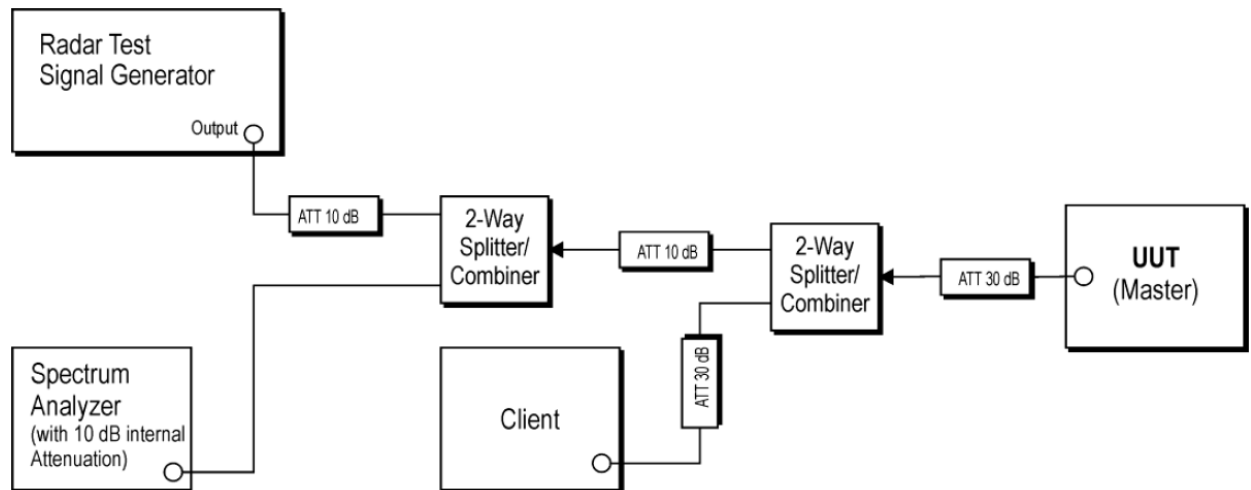 Radar Test
Signal Generator
Output
ATT 10 dB
2-Way
Splitter/
Combiner
ATT 10 dB
2-Way
Splitter/
Combiner
ATT 30 dB
UUT
(Master)
Spectrum
Analyzer
(with 10 dB internal
Attenuation)
Client
ATT 30 dB